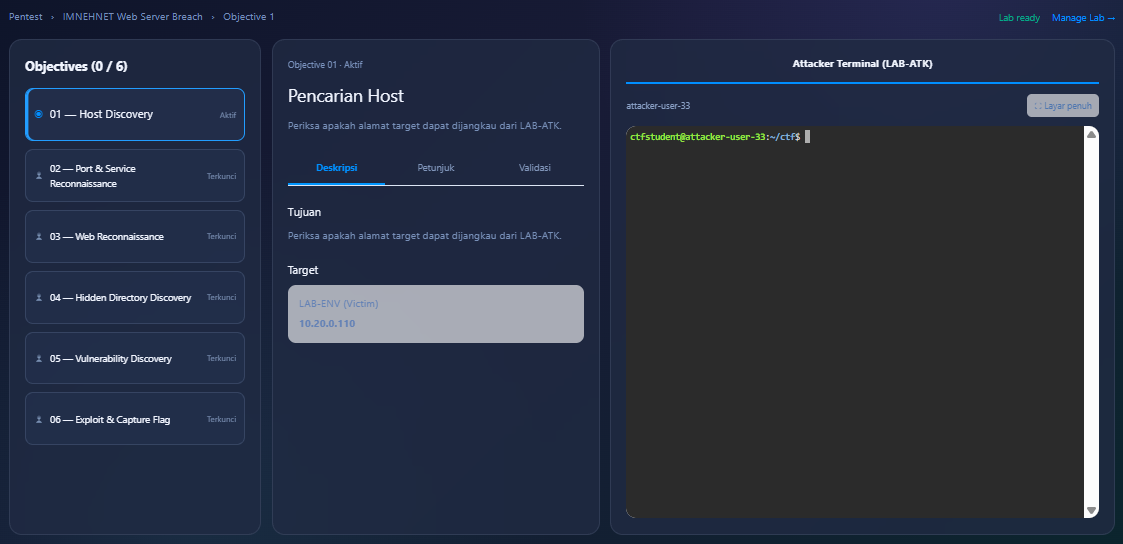 Pentest › IMNEHNET Web Server Breach › Objective 1
Lab ready Manage Lab →
Objectives (0 / 6)
01 — Host Discovery Aktif
02 — Port & Service
Reconnaissance Terkunci
03 — Web Reconnaissance Terkunci
04 — Hidden Directory Discovery Terkunci
05 — Vulnerability Discovery Terkunci
06 — Exploit & Capture Flag Terkunci
Objective 01 · Aktif
Pencarian Host
Periksa apakah alamat target dapat dijangkau dari LAB-ATK.
Deskripsi Petunjuk Validasi
Tujuan
Periksa apakah alamat target dapat dijangkau dari LAB-ATK.
Target
LAB-ENV (Victim)
10.20.0.110
Attacker Terminal (LAB-ATK)
attacker-user-33
Layar penuh
ctfstudent@attacker-user-33:~/ctf$